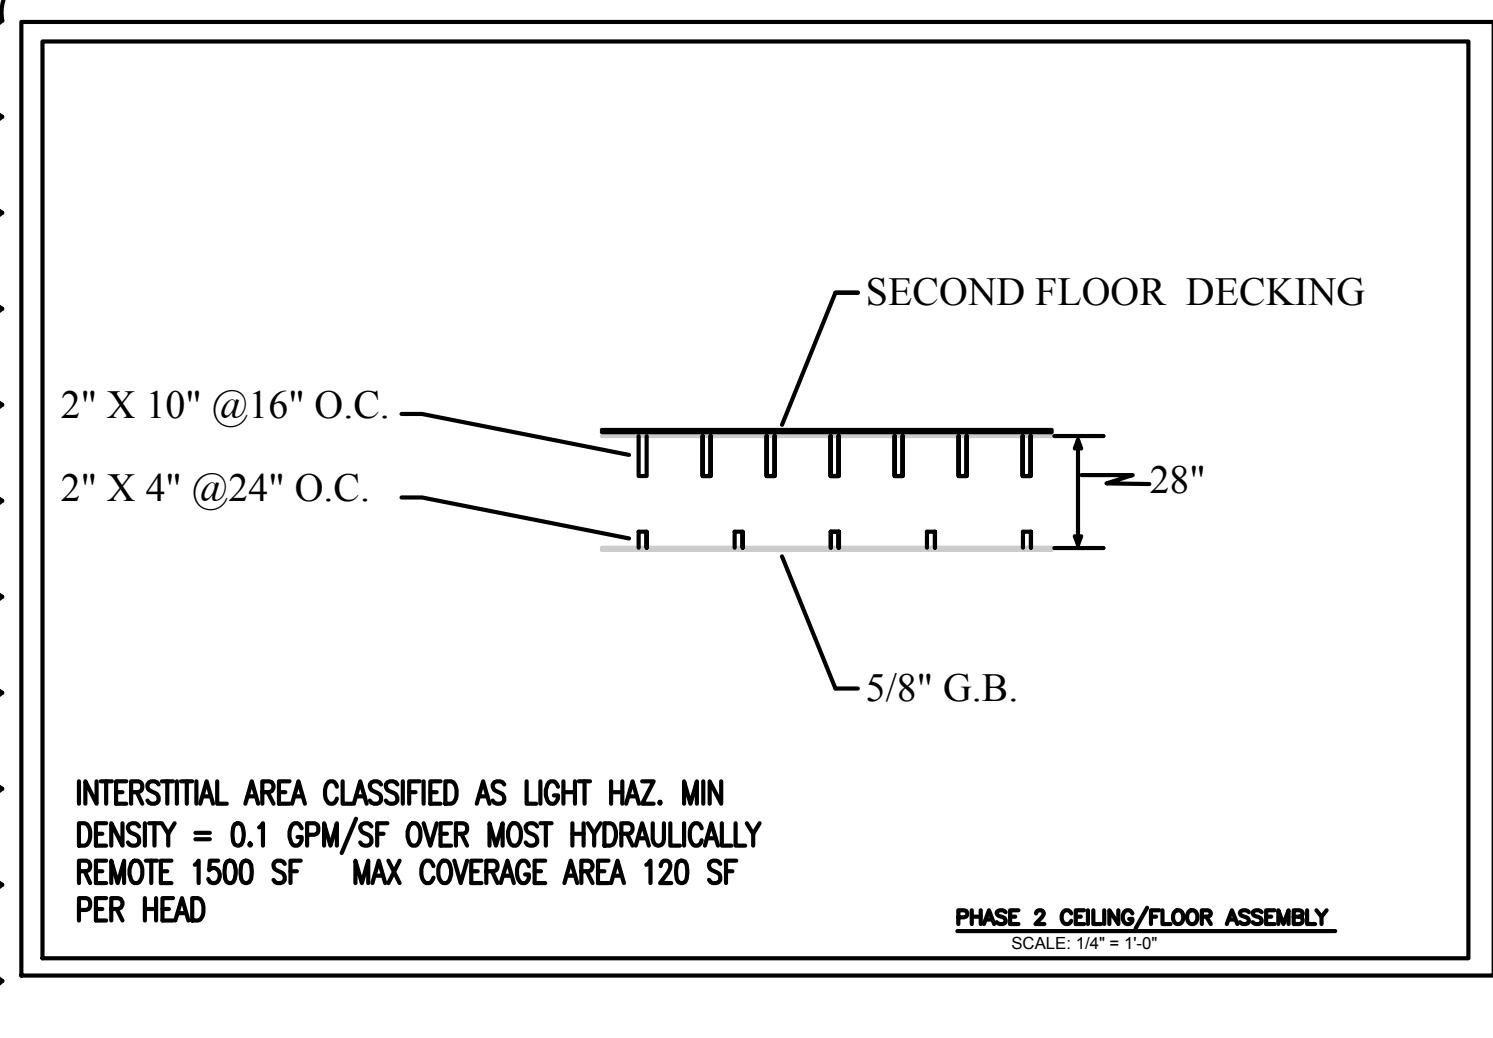 SECOND FLOOR DECKING
2" X 10" @16" O.C.
2" X 4" @24" O.C.
28"
5/8" G.B.
INTERSTITIAL AREA CLASSIFIED AS LIGHT HAZ. MIN
DENSITY = 0.1 GPM/SF OVER MOST HYDRAULICALLY
REMOTE 1500 SF MAX COVERAGE AREA 120 SF
PER HEAD
PHASE 2 CEILING/FLOOR ASSEMBLY
SCALE: 1/4" = 1'-0"